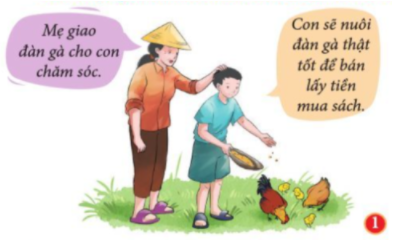 Mẹ giao
đàn gà cho con
chăm sóc.
Con sẽ nuôi
đàn gà thật
tốt để bán
lấy tiền
mua sách.
1